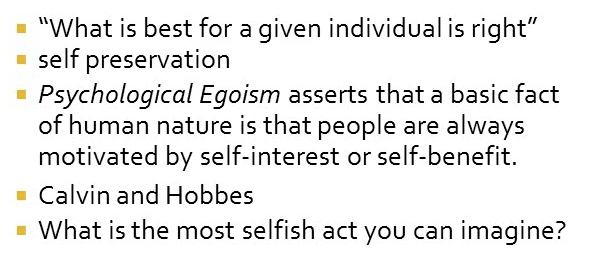 “What is best for a given individual is right”
self preservation
Psychological Egoism asserts that a basic fact
of human nature is that people are always
motivated by self-interest or self-benefit.
Calvin and Hobbes
What is the most selfish act you can imagine?